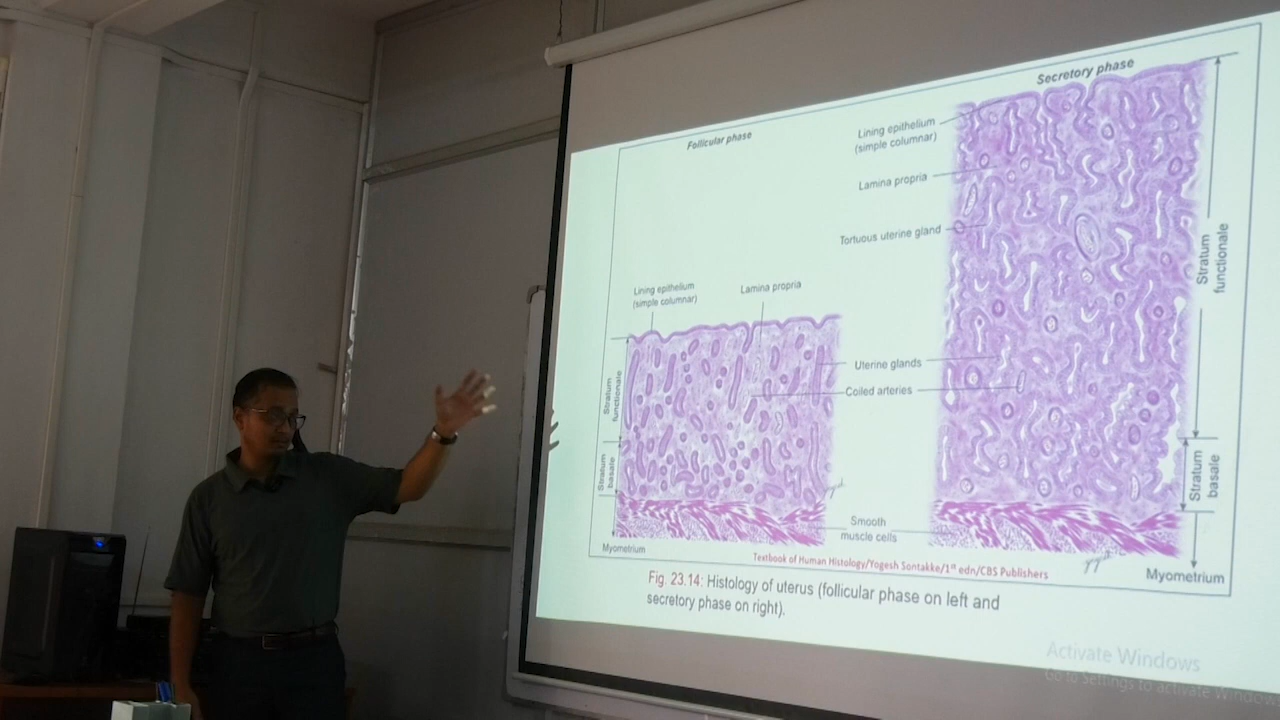 Follicular phase
Secretory phase
Lining epithelium
(simple columnar)
Lamina propria
Tortuous uterine gland
Stratum
functionale
Lining epithelium
(simple columnar)
Lamina propria
Stratum
functionale
Uterine glands
Coiled arteries
Stratum
basale
Stratum
basale
Smooth
muscle cells
Myometrium
Myometrium
Textbook of Human Histology/Yogesh Sontakke/1st edn/CBS Publishers
Fig. 23.14: Histology of uterus (follicular phase on left and
secretory phase on right).
Activate Windows
Go to Settings to activate Windows